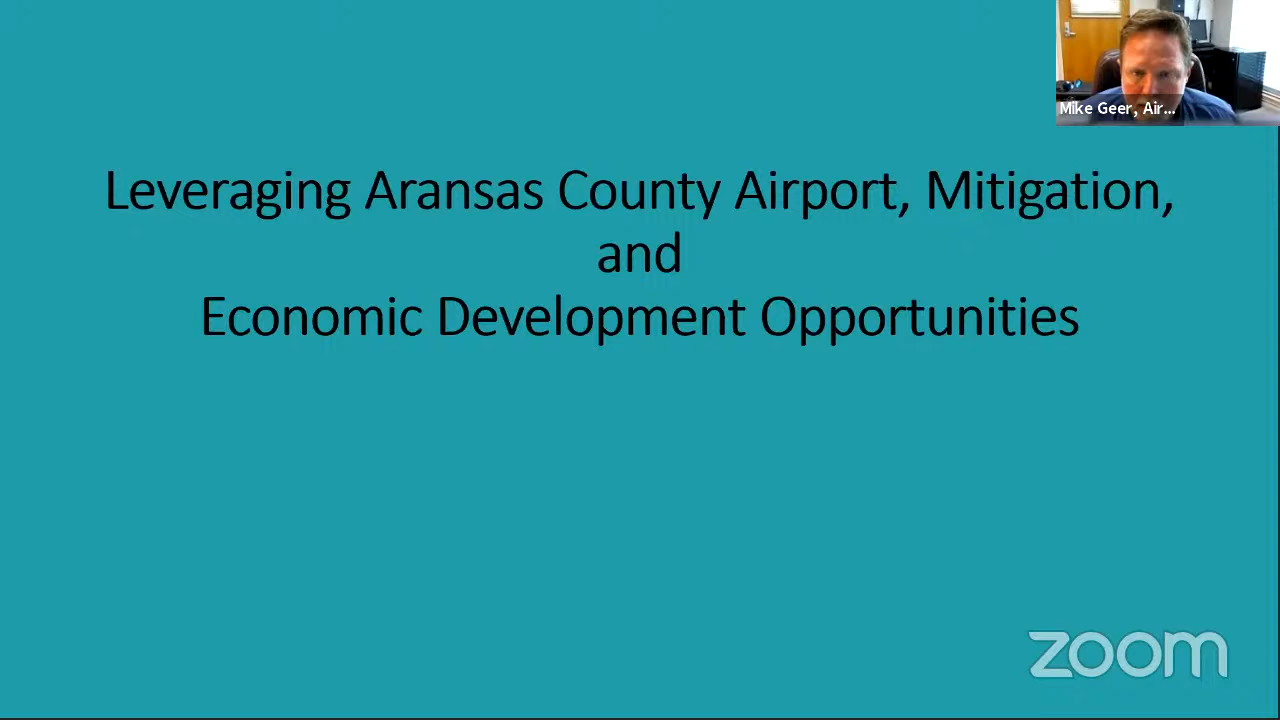 Mike Geer, Air...
Leveraging Aransas County Airport, Mitigation,
and
Economic Development Opportunities
zoom